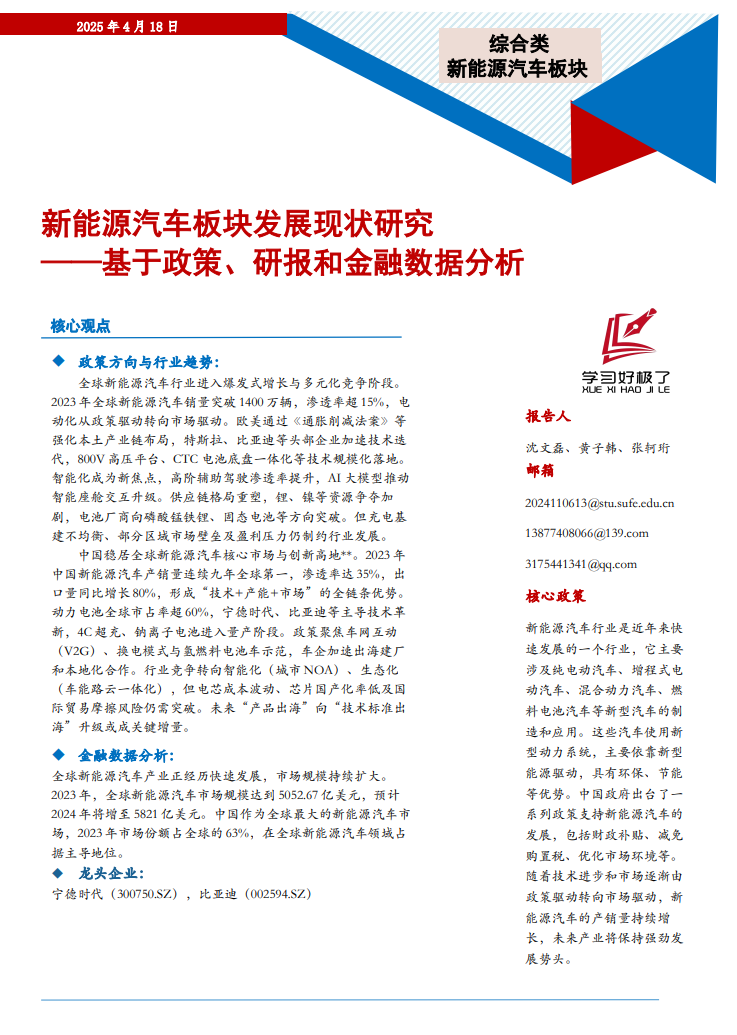 2025 年 4 月 18 日
综合类
新能源汽车板块
新能源汽车板块发展现状研究
——基于政策、研报和金融数据分析
核心观点
◆ 政策方向与行业趋势：
全球新能源汽车行业进入爆发式增长与多元化竞争阶段。
2023 年全球新能源汽车销量突破 1400 万辆，渗透率超 15%，电
动化从政策驱动转向市场驱动。欧美通过《通胀削减法案》等
强化本土产业链布局，特斯拉、比亚迪等头部企业加速技术迭
代，800V 高压平台、CTC 电池底盘一体化等技术规模化落地。
智能化成为新焦点，高阶辅助驾驶渗透率提升，AI 大模型推动
智能座舱交互升级。供应链格局重塑，锂、镍等资源争夺加
剧，电池厂商向磷酸锰铁锂、固态电池等方向突破。但充电基
建不均衡、部分区域市场壁垒及盈利压力仍制约行业发展。
中国稳居全球新能源汽车核心市场与创新高地**。2023 年
中国新能源汽车产销量连续九年全球第一，渗透率达 35%，出
口量同比增长 80%，形成“技术+产能+市场”的全链条优势。
动力电池全球市占率超 60%，宁德时代、比亚迪等主导技术革
新，4C 超充、钠离子电池进入量产阶段。政策聚焦车网互动
（V2G）、换电模式与氢燃料电池车示范，车企加速出海建厂
和本地化合作。行业竞争转向智能化（城市 NOA）、生态化
（车能路云一体化），但电芯成本波动、芯片国产化率低及国
际贸易摩擦风险仍需突破。未来“产品出海”向“技术标准出
海”升级或成关键增量。
◆ 金融数据分析：
全球新能源汽车产业正经历快速发展，市场规模持续扩大。
2023 年，全球新能源汽车市场规模达到 5052.67 亿美元，预计
2024 年将增至 5821 亿美元。中国作为全球最大的新能源汽车市
场，2023 年市场份额占全球的 63%，在全球新能源汽车领域占
据主导地位。
◆ 龙头企业：
宁德时代（300750.SZ），比亚迪（002594.SZ）
学习好极了
XUE XI HAO JI LE
报告人
沈文磊、黄子韩、张轲珩
邮箱
2024110613@stu.sufe.edu.cn
13877408066@139.com
3175441341@qq.com
核心政策
新能源汽车行业是近年来快
速发展的一个行业，它主要
涉及纯电动汽车、增程式电
动汽车、混合动力汽车、燃
料电池汽车等新型汽车的制
造和应用。这些汽车使用新
型动力系统，主要依靠新型
能源驱动，具有环保、节能
等优势。中国政府出台了一
系列政策支持新能源汽车的
发展，包括财政补贴、减免
购置税、优化市场环境等。
随着技术进步和市场逐渐由
政策驱动转向市场驱动，新
能源汽车的产销量持续增
长，未来产业将保持强劲发
展势头。